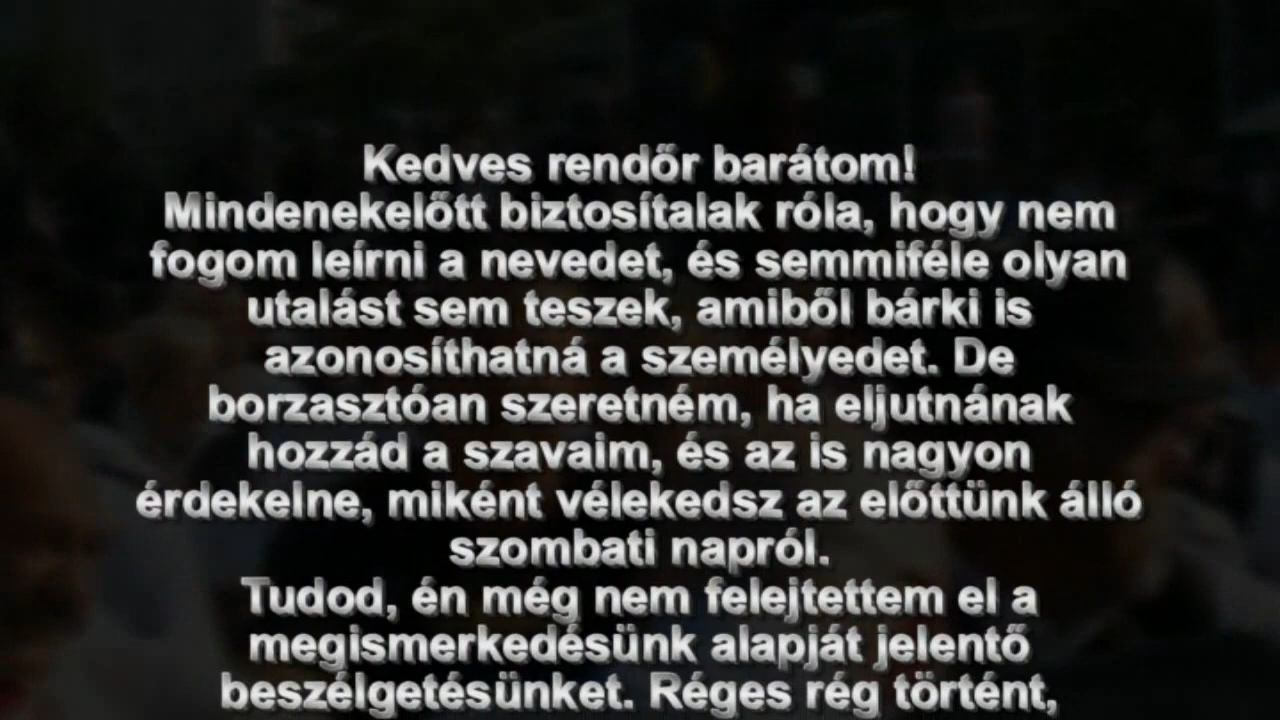 Kedves rendőr barátom!
Mindenekelőtt biztosítalak róla, hogy nem
fogom leírni a nevedet, és semmiféle olyan
utalást sem teszek, amiből bárki is
azonosíthatná a személyedet. De
borzasztóan szeretném, ha eljutnának
hozzád a szavaim, és az is nagyon
érdekelne, miként vélekedsz az előttünk álló
szombati napról.
Tudod, én még nem felejtettem el a
megismerkedésünk alapját jelentő
beszélgetésünket. Réges rég történt,